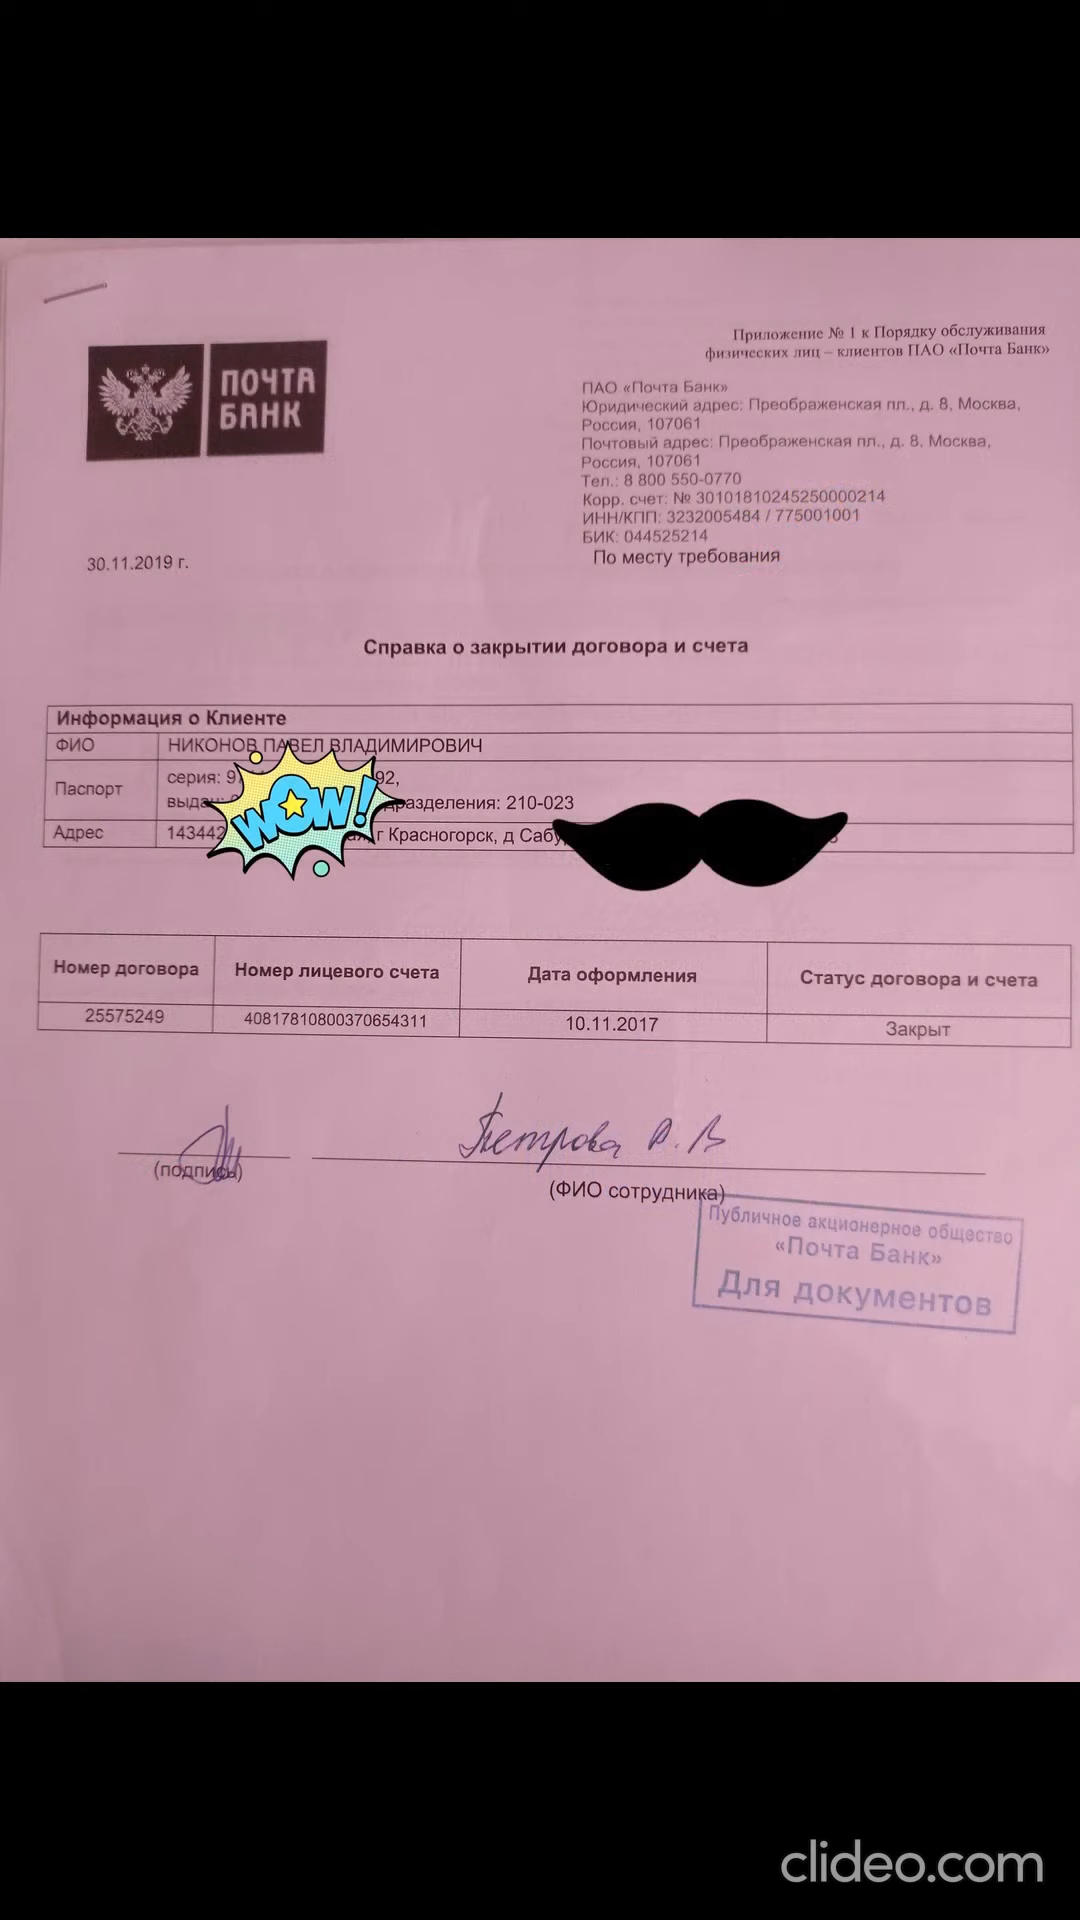 Приложение № 1 к Порядку обслуживания
физических лиц – клиентов ПАО «Почта Банк»
ПОЧТА
БАНК
ПАО «Почта Банк»
Юридический адрес: Преображенская пл., д. 8, Москва,
Россия, 107061
Почтовый адрес: Преображенская пл., д. 8, Москва,
Россия, 107061
Тел.: 8 800 550-0770
Корр. счет: № 30101810245250000214
ИНН/КПП: 3232005484 / 775001001
БИК: 044525214
30.11.2019 г.
По месту требования
Справка о закрытии договора и счета
Информация о Клиенте
ФИО НИКОНОВ ПАВЕЛ ВЛАДИМИРОВИЧ
Паспорт
серия: 92,
210-023
WOW!
Адрес 143442 г Красногорск, д
Номер договора Номер лицевого счета Дата оформления Статус договора и счета
25575249 40817810800370654311 10.11.2017 Закрыт
Петрова В. В
(подпись)
(ФИО сотрудника)
Публичное акционерное общество
«Почта Банк»
Для документов
clideo.com